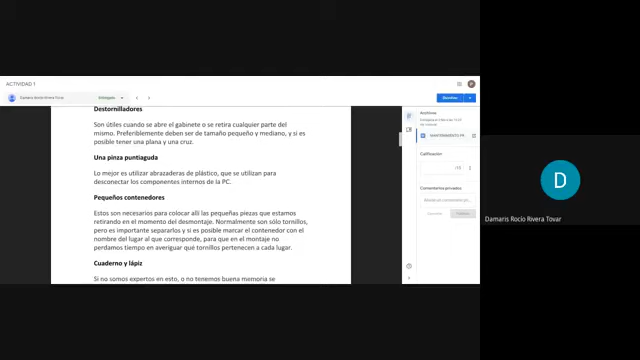 ACTIVIDAD 1
Damaris Rocío Rivera Tovar
Entregado
Devolver
Destornilladores
Son útiles cuando se abre el gabinete o se retira cualquier parte del
mismo. Preferiblemente deben ser de tamaño pequeño y mediano, y si es
posible tener una plana y una cruz.
Una pinza puntiaguda
Lo mejor es utilizar abrazaderas de plástico, que se utilizan para
desconectar los componentes internos de la PC.
Pequeños contenedores
Estos son necesarios para colocar allí las pequeñas piezas que estamos
retirando en el momento del desmontaje. Normalmente son sólo tornillos,
pero es importante separarlos y si es posible marcar el contenedor con el
nombre del lugar al que corresponde, para que en el montaje no
perdamos tiempo en averiguar qué tornillos pertenecen a cada lugar.
Cuaderno y lápiz
Si no somos expertos en esto, o no tenemos buena memoria se
Archivos
Calificación
Comentarios privados
Cancelar
Publicar
D
Damaris Rocío Rivera Tovar